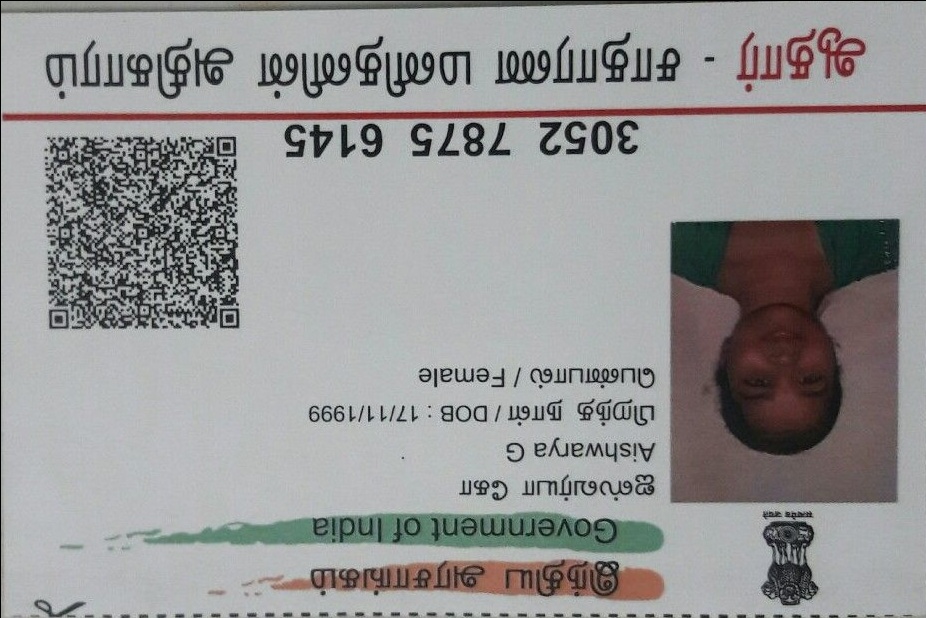 இந்திய அரசாங்கம்
Government of India
ஐஸ்வர்யா கோ
Aishwarya G
பிறந்த நாள் / DOB : 17/11/1999
பெண்பால் / Female
3052 7875 6145
ஆதார் - சாதாரண மனிதனின் அதிகாரம்